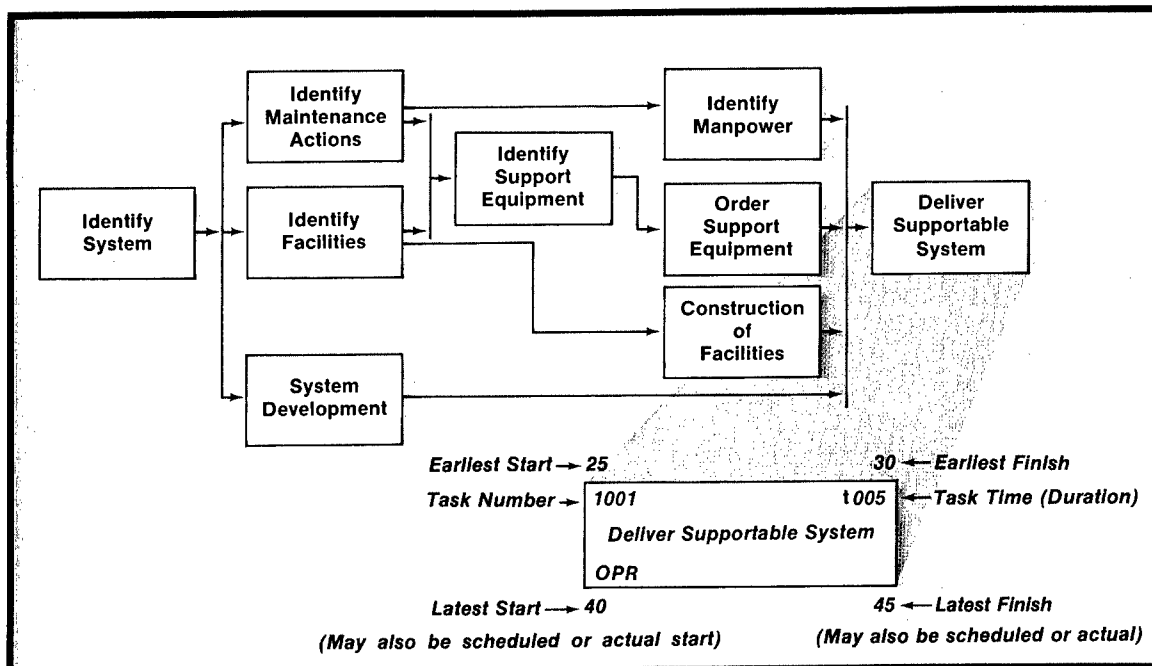 Identify
Maintenance
Actions
Identify
Manpower
Identify
Support
Equipment
Identify
System
Identify
Facilities
Order
Support
Equipment
Deliver
Supportable
System
Construction
of
Facilities
System
Development
Earliest Start 25
30 Earliest Finish
Task Number 1001
t005 Task Time (Duration)
Deliver Supportable System
OPR
Latest Start 40
45 Latest Finish
(May also be scheduled or actual start)
(May also be scheduled or actual)